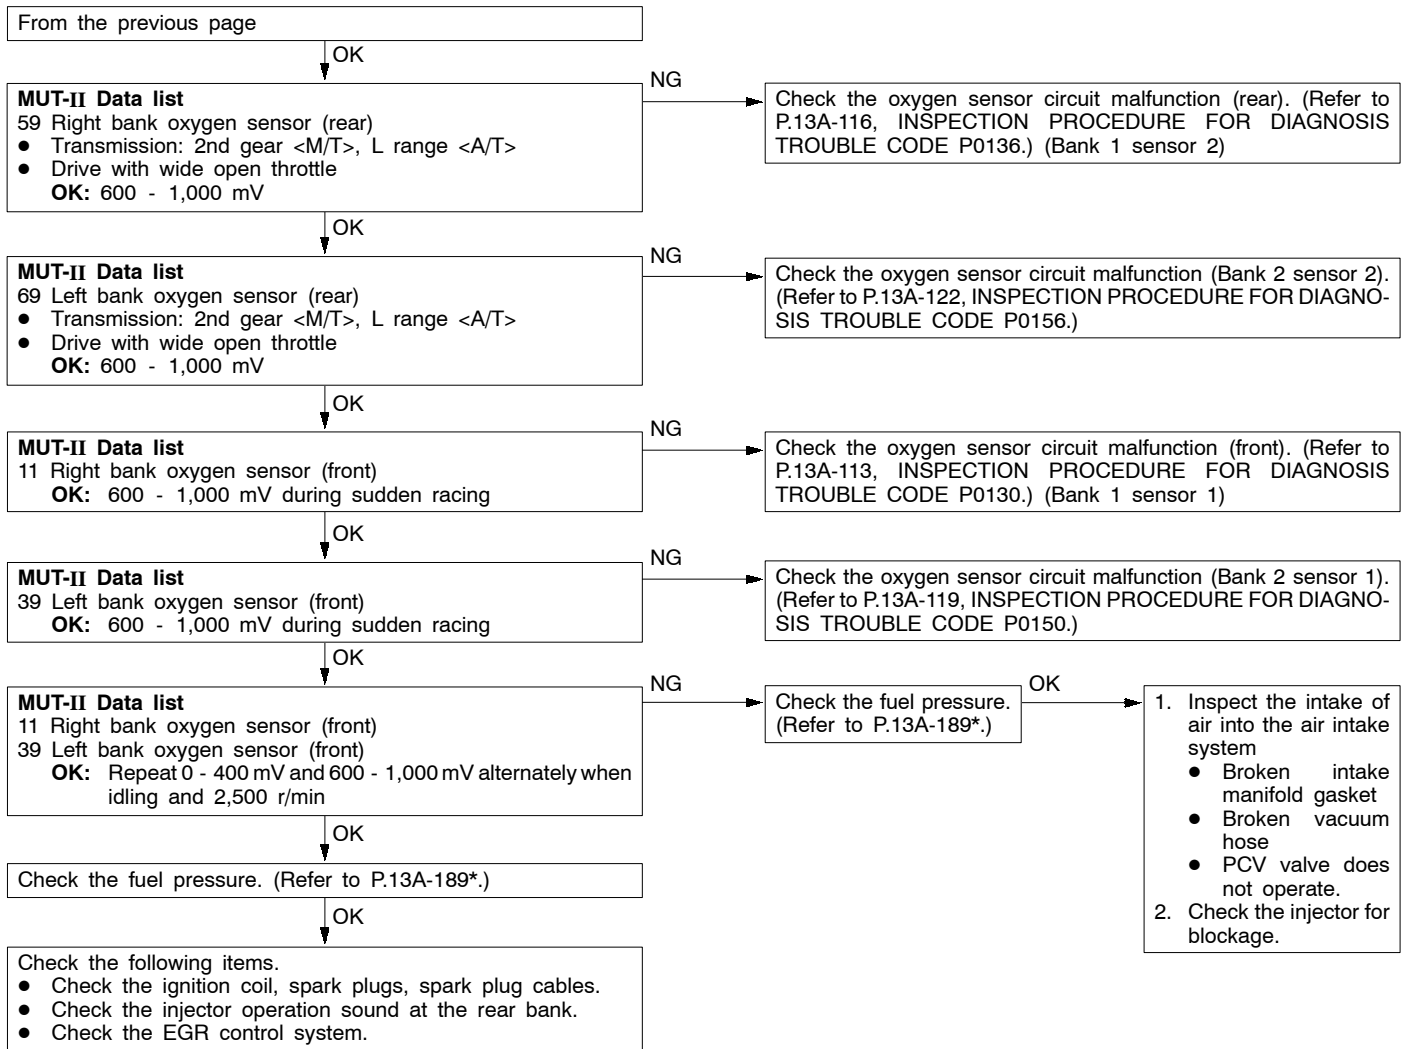 From the previous page
OK
MUT-II Data list
59 Right bank oxygen sensor (rear)
● Transmission: 2nd gear <M/T>, L range <A/T>
● Drive with wide open throttle
OK: 600 - 1,000 mV
NG
Check the oxygen sensor circuit malfunction (rear). (Refer to
P.13A-116, INSPECTION PROCEDURE FOR DIAGNOSIS
TROUBLE CODE P0136.) (Bank 1 sensor 2)
OK
MUT-II Data list
69 Left bank oxygen sensor (rear)
● Transmission: 2nd gear <M/T>, L range <A/T>
● Drive with wide open throttle
OK: 600 - 1,000 mV
NG
Check the oxygen sensor circuit malfunction (Bank 2 sensor 2).
(Refer to P.13A-122, INSPECTION PROCEDURE FOR DIAGNO-
SIS TROUBLE CODE P0156.)
OK
MUT-II Data list
11 Right bank oxygen sensor (front)
OK: 600 - 1,000 mV during sudden racing
NG
Check the oxygen sensor circuit malfunction (front). (Refer to
P.13A-113, INSPECTION PROCEDURE FOR DIAGNOSIS
TROUBLE CODE P0130.) (Bank 1 sensor 1)
OK
MUT-II Data list
39 Left bank oxygen sensor (front)
OK: 600 - 1,000 mV during sudden racing
NG
Check the oxygen sensor circuit malfunction (Bank 2 sensor 1).
(Refer to P.13A-119, INSPECTION PROCEDURE FOR DIAGNO-
SIS TROUBLE CODE P0150.)
OK
MUT-II Data list
11 Right bank oxygen sensor (front)
39 Left bank oxygen sensor (front)
OK: Repeat 0 - 400 mV and 600 - 1,000 mV alternately when
idling and 2,500 r/min
NG
Check the fuel pressure.
(Refer to P.13A-189*.)
OK
1. Inspect the intake of
air into the air intake
system
● Broken intake
manifold gasket
● Broken vacuum
hose
● PCV valve does
not operate.
2. Check the injector for
blockage.
OK
Check the fuel pressure. (Refer to P.13A-189*.)
OK
Check the following items.
● Check the ignition coil, spark plugs, spark plug cables.
● Check the injector operation sound at the rear bank.
● Check the EGR control system.